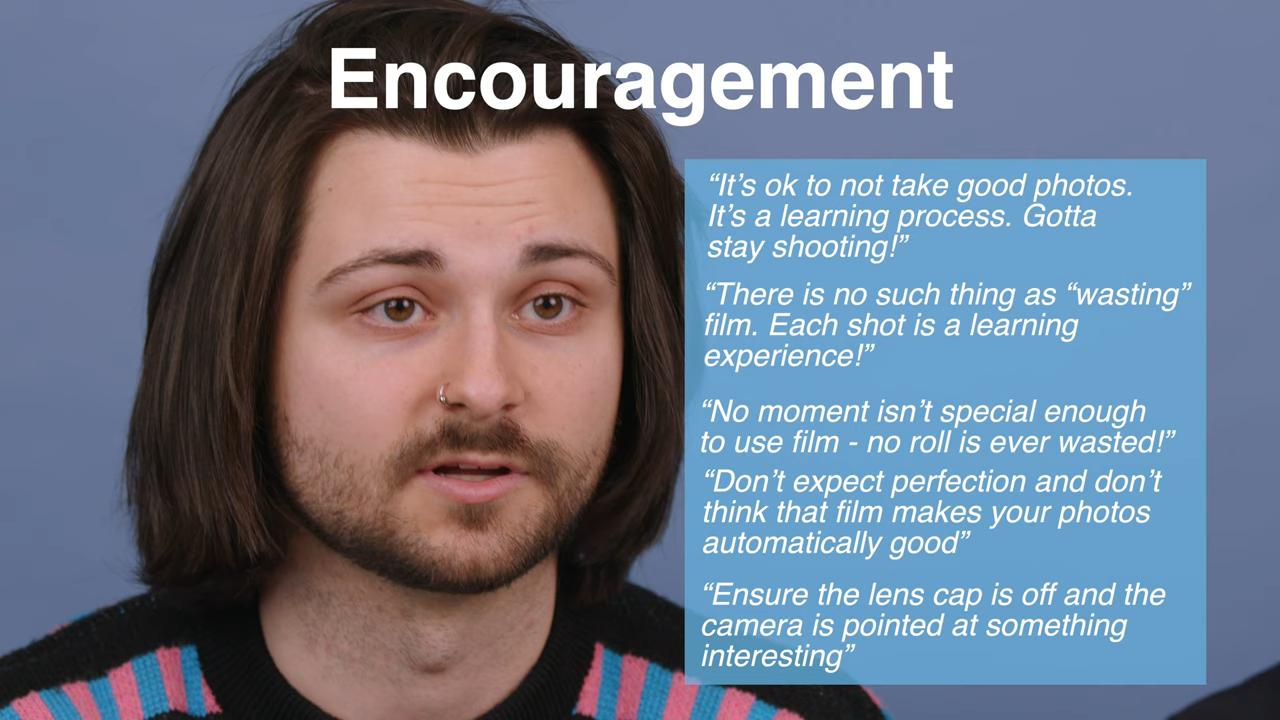 Encouragement
“It’s ok to not take good photos.
It’s a learning process. Gotta
stay shooting!”
“There is no such thing as “wasting”
film. Each shot is a learning
experience!”
“No moment isn’t special enough
to use film - no roll is ever wasted!”
“Don’t expect perfection and don’t
think that film makes your photos
automatically good”
“Ensure the lens cap is off and the
camera is pointed at something
interesting”